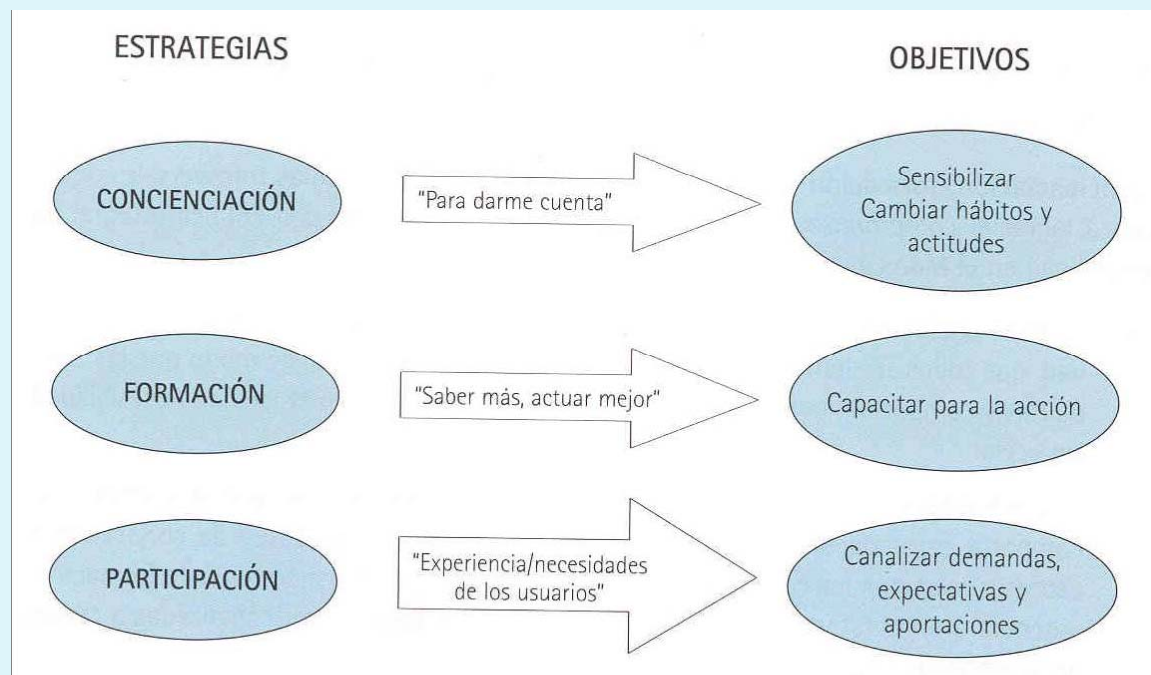 ESTRATEGIAS
OBJETIVOS
CONCIENCIACIÓN
"Para darme cuenta"
Sensibilizar
Cambiar hábitos y
actitudes
FORMACIÓN
"Saber más, actuar mejor"
Capacitar para la acción
PARTICIPACIÓN
"Experiencia/necesidades
de los usuarios"
Canalizar demandas,
expectativas y
aportaciones